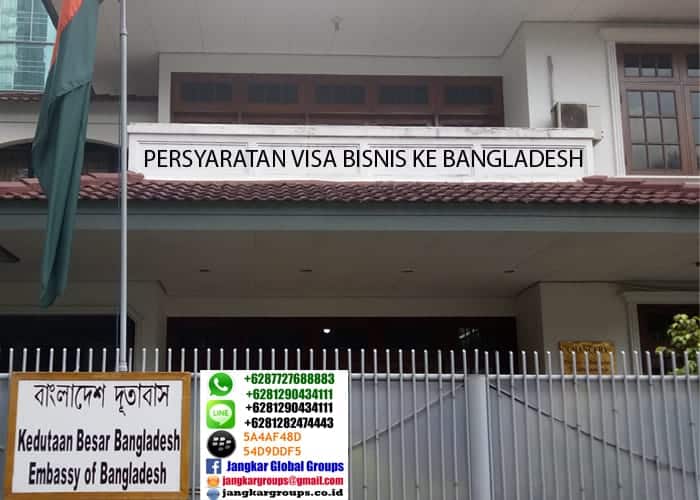 PERSYARATAN VISA BISNIS KE BANGLADESH
বাংলাদেশ দূতাবাস
Kedutaan Besar Bangladesh
Embassy of Bangladesh
+6287727688883
+6281290434111
LINE +6281290434111
+6281282474443
5A4AF48D
54D9DDF5
Jangkar Global Groups
jangkargroups@gmail.com
jangkargroups.co.id